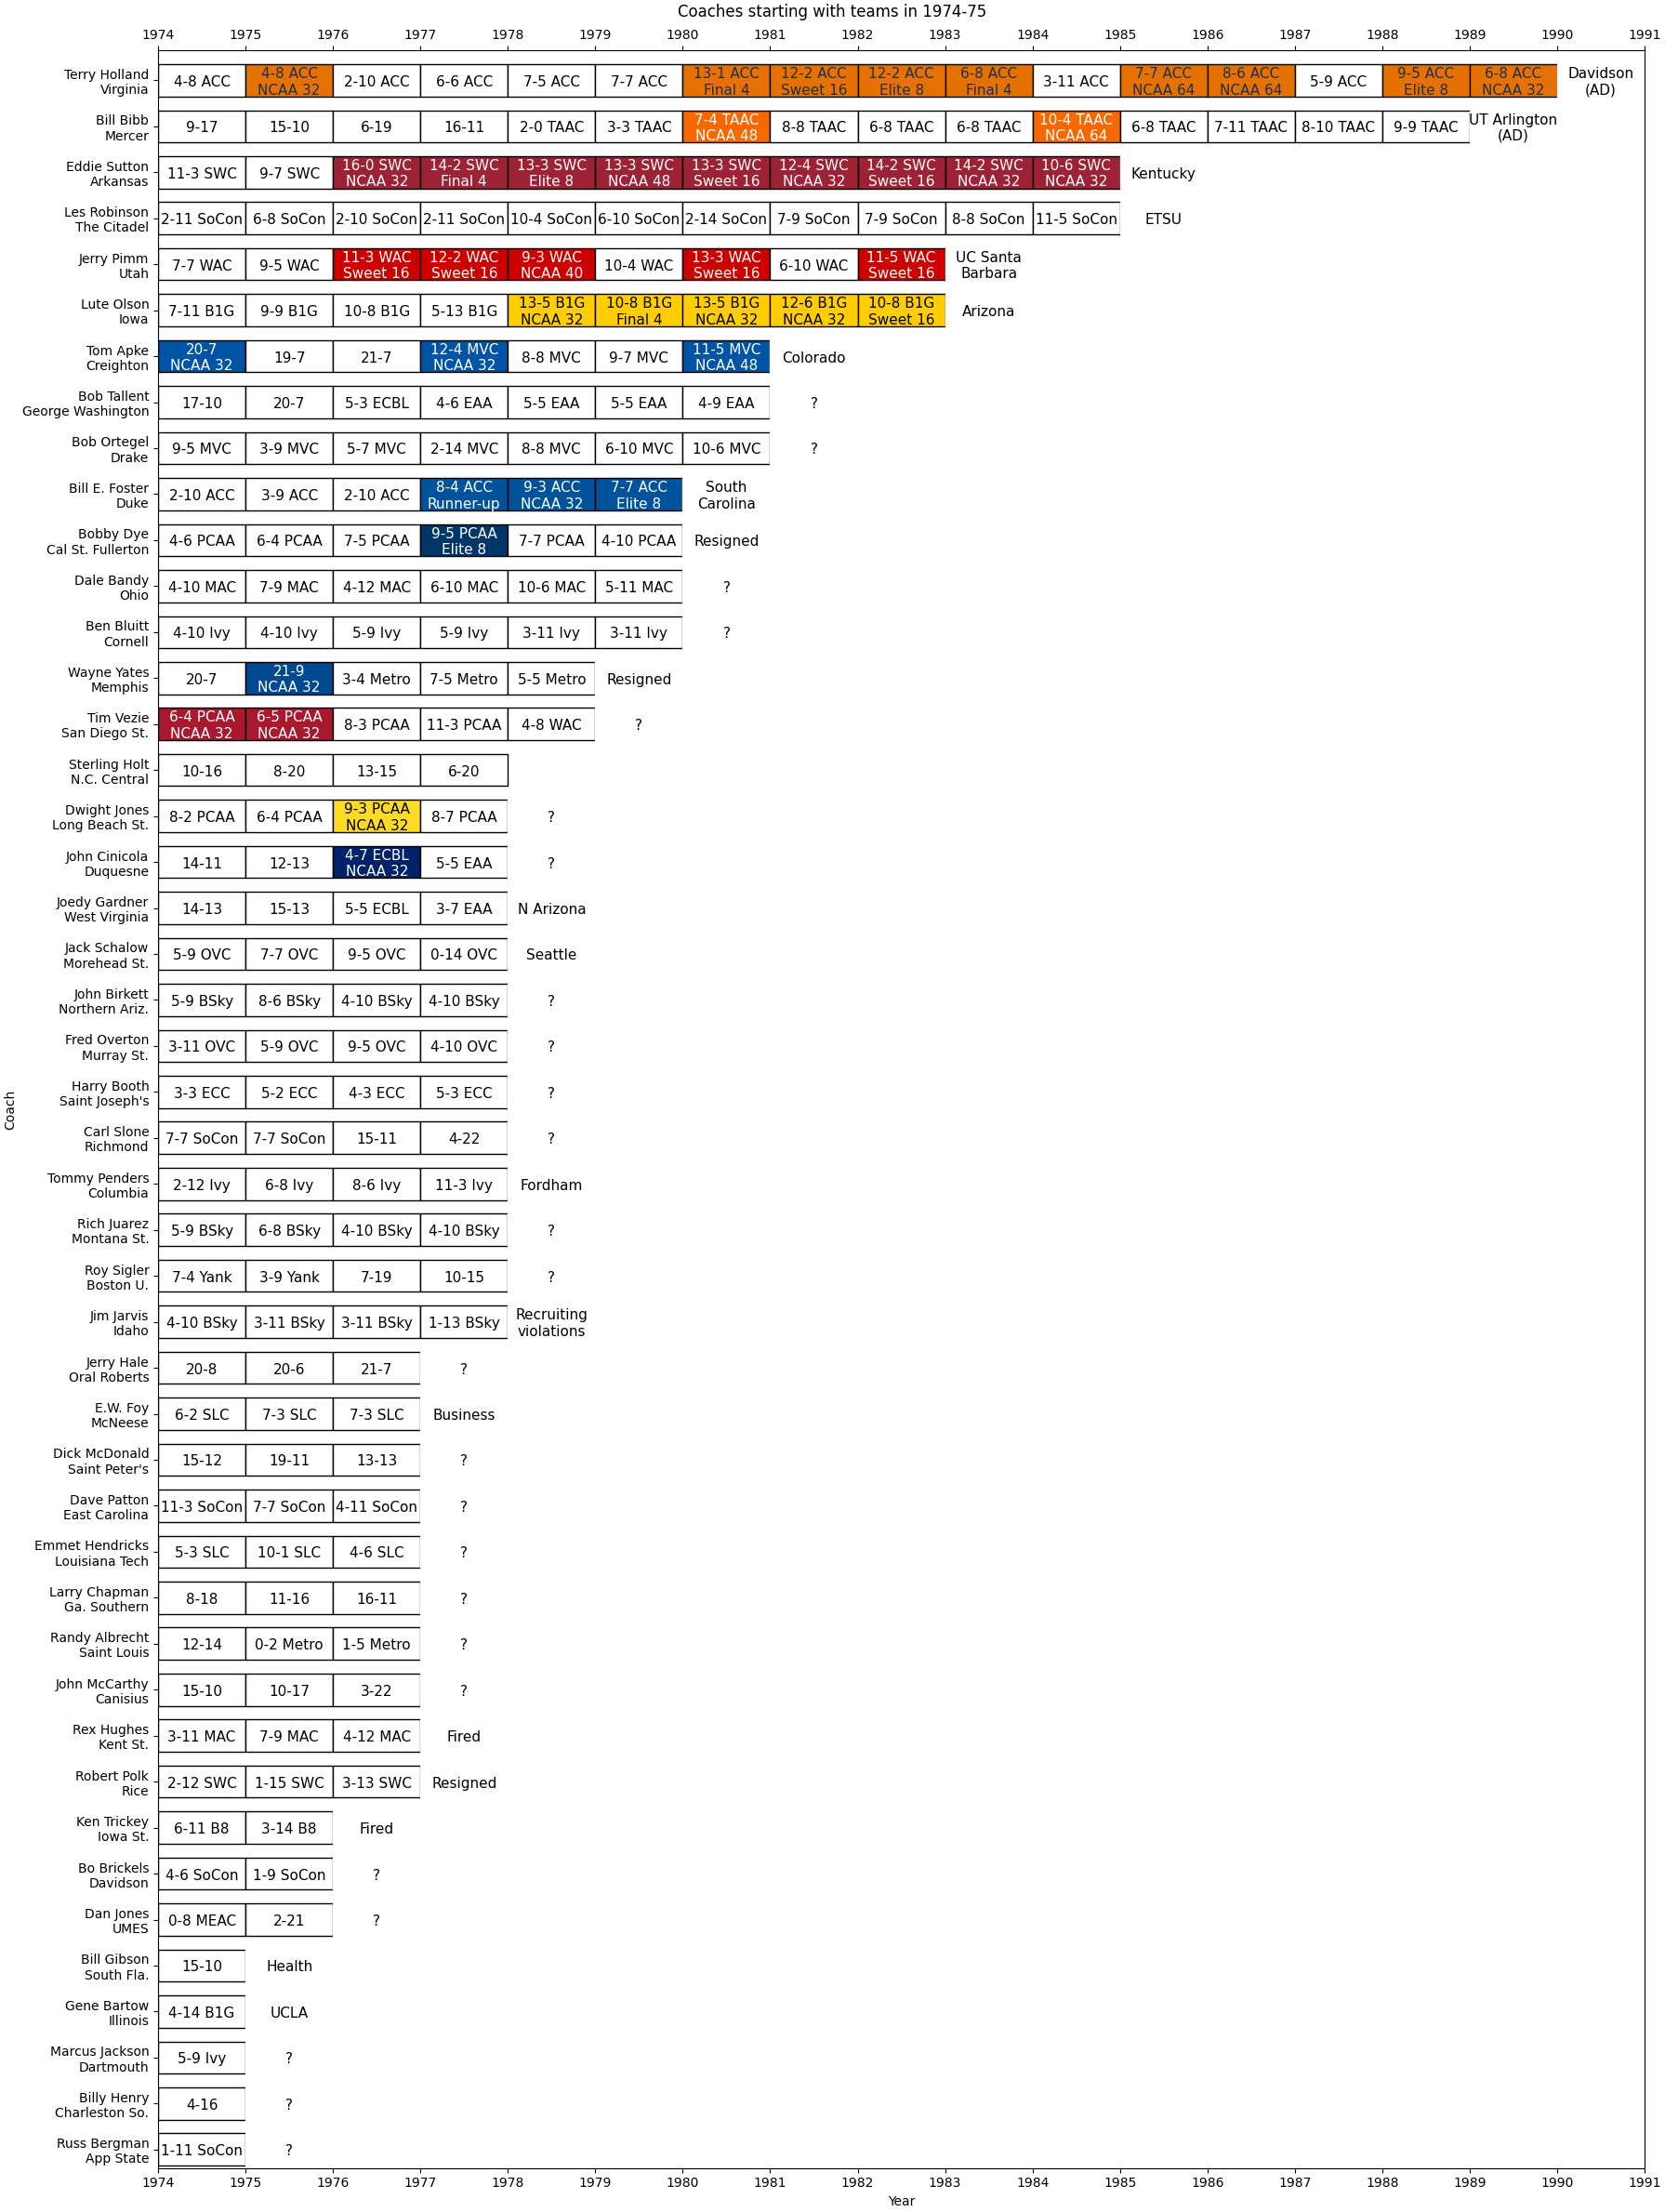 Coaches starting with teams in 1974-75
1974 1975 1976 1977 1978 1979 1980 1981 1982 1983 1984 1985 1986 1987 1988 1989 1990 1991
Terry Holland
Virginia
4-8 ACC
4-8 ACC
NCAA 32
2-10 ACC
6-6 ACC
7-5 ACC
7-7 ACC
13-1 ACC
Final 4
12-2 ACC
Sweet 16
12-2 ACC
Elite 8
6-8 ACC
Final 4
3-11 ACC
7-7 ACC
NCAA 64
8-6 ACC
NCAA 64
5-9 ACC
9-5 ACC
Elite 8
6-8 ACC
NCAA 32
Davidson
(AD)
Bill Bibb
Mercer
9-17
15-10
6-19
16-11
2-0 TAAC
3-3 TAAC
7-4 TAAC
NCAA 48
8-8 TAAC
6-8 TAAC
6-8 TAAC
10-4 TAAC
NCAA 64
6-8 TAAC
7-11 TAAC
8-10 TAAC
9-9 TAAC
UT Arlington
(AD)
Eddie Sutton
Arkansas
11-3 SWC
9-7 SWC
16-0 SWC
NCAA 32
14-2 SWC
Final 4
13-3 SWC
Elite 8
13-3 SWC
NCAA 48
13-3 SWC
Sweet 16
12-4 SWC
NCAA 32
14-2 SWC
Sweet 16
14-2 SWC
NCAA 32
10-6 SWC
NCAA 32
Kentucky
Les Robinson
The Citadel
2-11 SoCon
6-8 SoCon
2-10 SoCon
2-11 SoCon
10-4 SoCon
6-10 SoCon
2-14 SoCon
7-9 SoCon
7-9 SoCon
8-8 SoCon
11-5 SoCon
ETSU
Jerry Pimm
Utah
7-7 WAC
9-5 WAC
11-3 WAC
Sweet 16
12-2 WAC
Sweet 16
9-3 WAC
NCAA 40
10-4 WAC
13-3 WAC
Sweet 16
6-10 WAC
11-5 WAC
Sweet 16
UC Santa
Barbara
Lute Olson
Iowa
7-11 B1G
9-9 B1G
10-8 B1G
5-13 B1G
13-5 B1G
NCAA 32
10-8 B1G
Final 4
13-5 B1G
NCAA 32
12-6 B1G
NCAA 32
10-8 B1G
Sweet 16
Arizona
Tom Apke
Creighton
20-7
NCAA 32
19-7
21-7
12-4 MVC
NCAA 32
8-8 MVC
9-7 MVC
11-5 MVC
NCAA 48
Colorado
Bob Tallent
George Washington
17-10
20-7
5-3 ECBL
4-6 EAA
5-5 EAA
5-5 EAA
4-9 EAA
?
Bob Ortegel
Drake
9-5 MVC
3-9 MVC
5-7 MVC
2-14 MVC
8-8 MVC
6-10 MVC
10-6 MVC
?
Bill E. Foster
Duke
2-10 ACC
3-9 ACC
2-10 ACC
8-4 ACC
Runner-up
9-3 ACC
NCAA 32
7-7 ACC
Elite 8
South
Carolina
Bobby Dye
Cal St. Fullerton
4-6 PCAA
6-4 PCAA
7-5 PCAA
9-5 PCAA
Elite 8
7-7 PCAA
4-10 PCAA
Resigned
Dale Bandy
Ohio
4-10 MAC
7-9 MAC
4-12 MAC
6-10 MAC
10-6 MAC
5-11 MAC
?
Ben Bluitt
Cornell
4-10 Ivy
4-10 Ivy
5-9 Ivy
5-9 Ivy
3-11 Ivy
3-11 Ivy
?
Wayne Yates
Memphis
20-7
21-9
NCAA 32
3-4 Metro
7-5 Metro
5-5 Metro
Resigned
Tim Vezie
San Diego St.
6-4 PCAA
NCAA 32
6-5 PCAA
NCAA 32
8-3 PCAA
11-3 PCAA
4-8 WAC
?
Sterling Holt
N.C. Central
10-16
8-20
13-15
6-20
Dwight Jones
Long Beach St.
8-2 PCAA
6-4 PCAA
9-3 PCAA
NCAA 32
8-7 PCAA
?
John Cinicola
Duquesne
14-11
12-13
4-7 ECBL
NCAA 32
5-5 EAA
?
Joedy Gardner
West Virginia
14-13
15-13
5-5 ECBL
3-7 EAA
N Arizona
Jack Schalow
Morehead St.
5-9 OVC
7-7 OVC
9-5 OVC
0-14 OVC
Seattle
John Birkett
Northern Ariz.
5-9 BSky
8-6 BSky
4-10 BSky
4-10 BSky
?
Fred Overton
Murray St.
3-11 OVC
5-9 OVC
9-5 OVC
4-10 OVC
?
Harry Booth
Saint Joseph's
3-3 ECC
5-2 ECC
4-3 ECC
5-3 ECC
?
Carl Slone
Richmond
7-7 SoCon
7-7 SoCon
15-11
4-22
?
Tommy Penders
Columbia
2-12 Ivy
6-8 Ivy
8-6 Ivy
11-3 Ivy
Fordham
Rich Juarez
Montana St.
5-9 BSky
6-8 BSky
4-10 BSky
4-10 BSky
?
Roy Sigler
Boston U.
7-4 Yank
3-9 Yank
7-19
10-15
?
Jim Jarvis
Idaho
4-10 BSky
3-11 BSky
3-11 BSky
1-13 BSky
Recruiting
violations
Jerry Hale
Oral Roberts
20-8
20-6
21-7
?
E.W. Foy
McNeese
6-2 SLC
7-3 SLC
7-3 SLC
Business
Dick McDonald
Saint Peter's
15-12
19-11
13-13
?
Dave Patton
East Carolina
11-3 SoCon
7-7 SoCon
4-11 SoCon
?
Emmet Hendricks
Louisiana Tech
5-3 SLC
10-1 SLC
4-6 SLC
?
Larry Chapman
Ga. Southern
8-18
11-16
16-11
?
Randy Albrecht
Saint Louis
12-14
0-2 Metro
1-5 Metro
?
John McCarthy
Canisius
15-10
10-17
3-22
?
Rex Hughes
Kent St.
3-11 MAC
7-9 MAC
4-12 MAC
Fired
Robert Polk
Rice
2-12 SWC
1-15 SWC
3-13 SWC
Resigned
Ken Trickey
Iowa St.
6-11 B8
3-14 B8
Fired
Bo Brickels
Davidson
4-6 SoCon
1-9 SoCon
?
Dan Jones
UMES
0-8 MEAC
2-21
?
Bill Gibson
South Fla.
15-10
Health
Gene Bartow
Illinois
4-14 B1G
UCLA
Marcus Jackson
Dartmouth
5-9 Ivy
?
Billy Henry
Charleston So.
4-16
?
Russ Bergman
App State
1-11 SoCon
?
Coach
1974 1975 1976 1977 1978 1979 1980 1981 1982 1983 1984 1985 1986 1987 1988 1989 1990 1991
Year